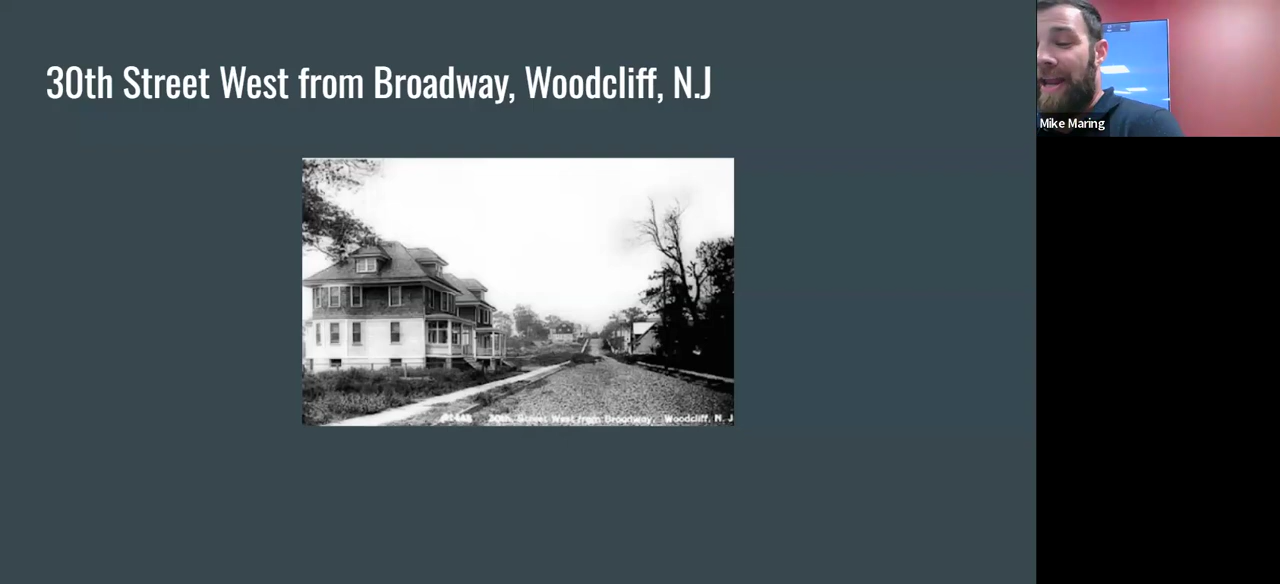 30th Street West from Broadway, Woodcliff, N.J
Mike Maring
30th Street West from Broadway. Woodcliff, N. J